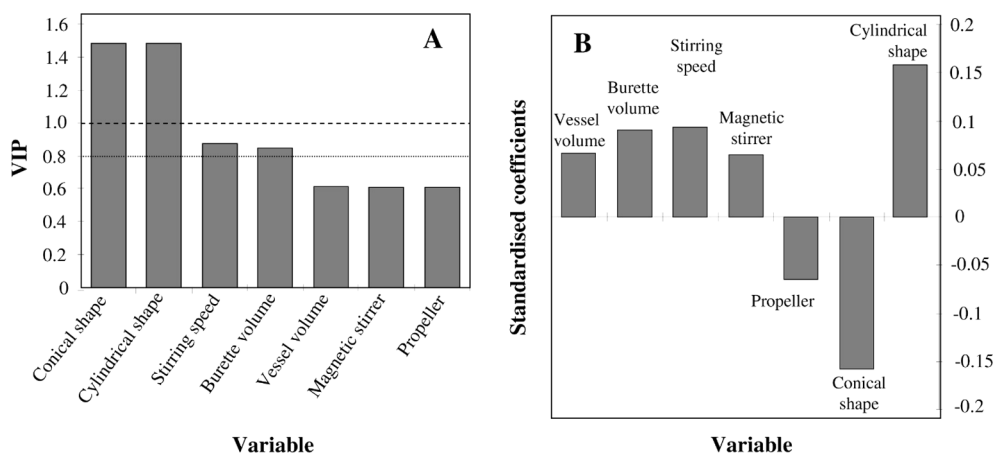 A
VIP
1.6
1.4
1.2
1.0
0.8
0.6
0.4
0.2
0
Conical shape
Cylindrical shape
Stirring speed
Burette volume
Vessel volume
Magnetic stirrer
Propeller
Variable
B
Standardised coefficients
Vessel
volume
Burette
volume
Stirring
speed
Magnetic
stirrer
Propeller
Conical
shape
Cylindrical
shape
0.2
0.15
0.1
0.05
0
-0.05
-0.1
-0.15
-0.2
Variable